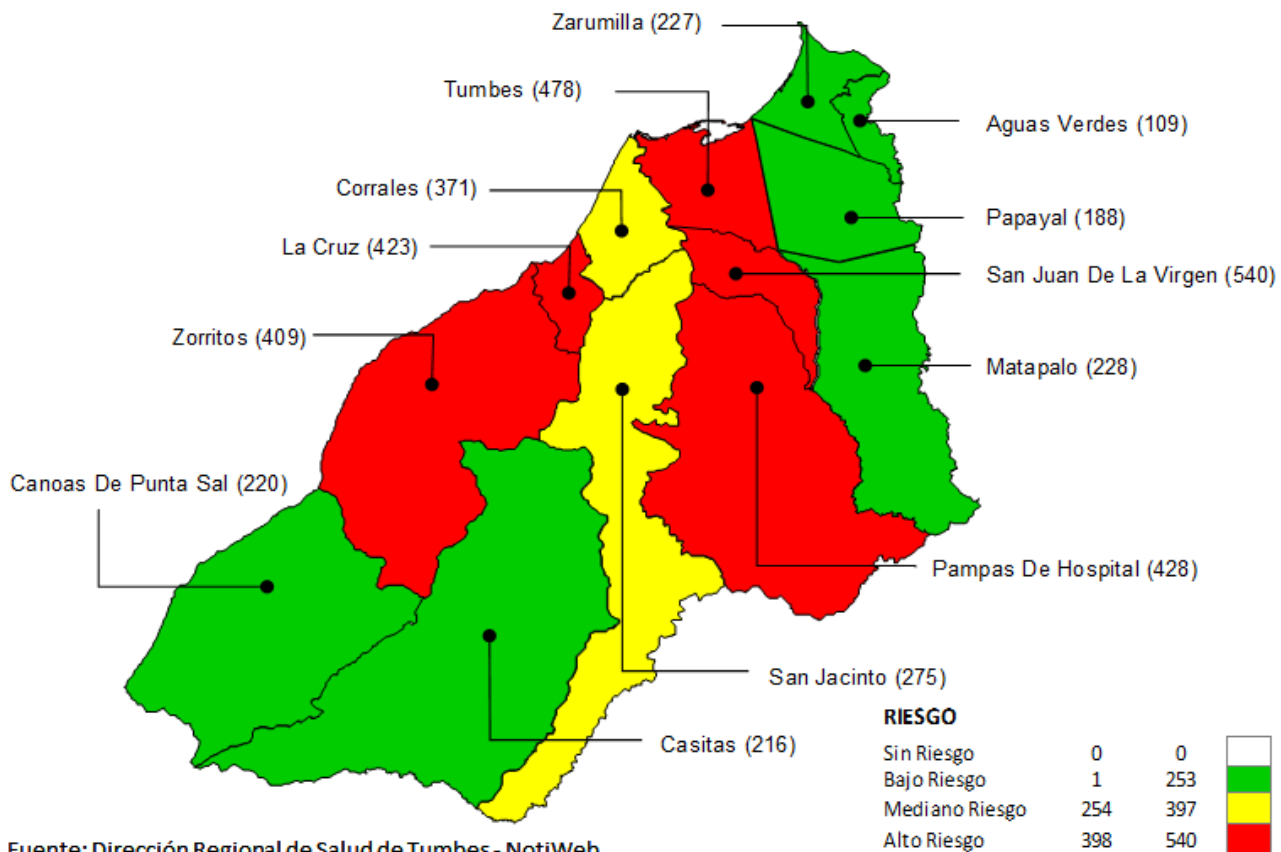 Zarumilla (227)
Tumbes (478)
Aguas Verdes (109)
Corrales (371)
Papayal (188)
La Cruz (423)
San Juan De La Virgen (540)
Zorritos (409)
Matapalo (228)
Canoas De Punta Sal (220)
Pampas De Hospital (428)
San Jacinto (275)
Casitas (216)
RIESGO
Sin Riesgo 0 0
Bajo Riesgo 1 253
Mediano Riesgo 254 397
Alto Riesgo 398 540
Fuente: Dirección Regional de Salud de Tumbes - NotiWeb